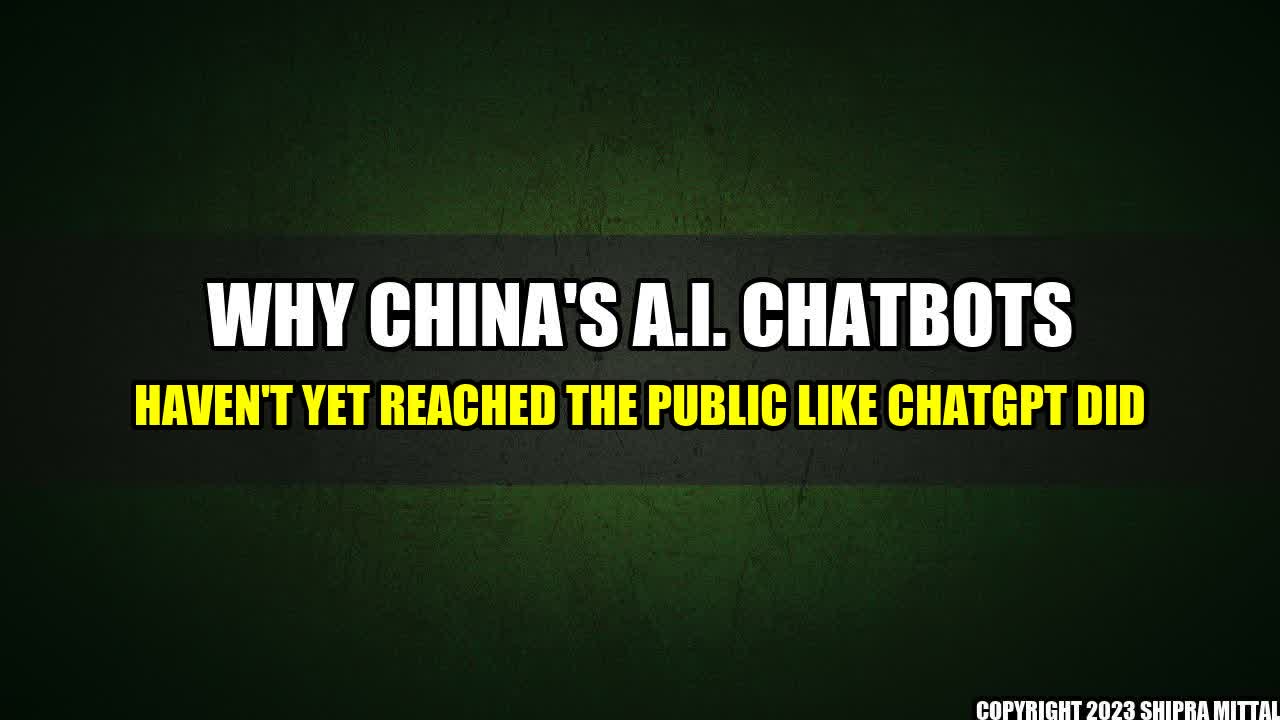 WHY CHINA'S A.I. CHATBOTS
HAVEN'T YET REACHED THE PUBLIC LIKE CHATGPT DID
COPYRIGHT 2023 SHIPRA MITTAL